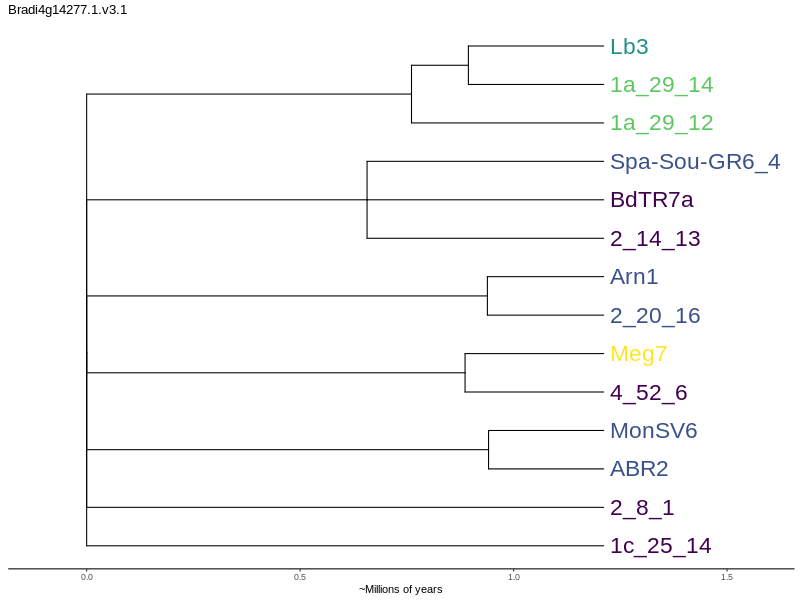 Bradi4g14277.1.v3.1
Lb3
1a_29_14
1a_29_12
Spa-Sou-GR6_4
BdTR7a
2_14_13
Arn1
2_20_16
Meg7
4_52_6
MonSV6
ABR2
2_8_1
1c_25_14
0.0 0.5 1.0 1.5
~Millions of years